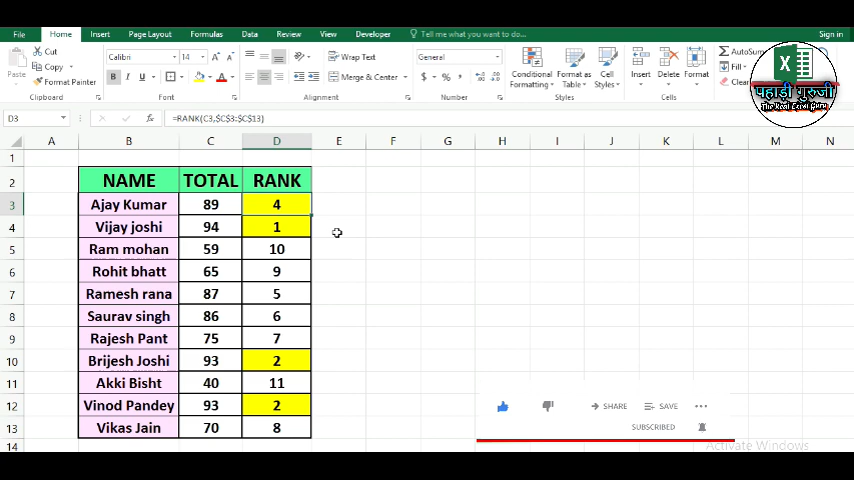 File Home Insert Page Layout Formulas Data Review View Developer Tell me what you want to do... Sign in
Cut
Copy
Format Painter
Paste
Clipboard
Calibri 14
B I U
Font
Wrap Text
Merge & Center
Alignment
General
$ % ,
Number
Conditional Formatting
Format as Table
Cell Styles
Styles
Insert Delete Format
Cells
AutoSum
Fill
Clear
पहाड़ी गुरूजी
The Real Excel Guru
D3 fx =RANK(C3,$C$3:$C$13)
A B C D E F G H I J K L M N
1
2 NAME TOTAL RANK
3 Ajay Kumar 89 4
4 Vijay joshi 94 1
5 Ram mohan 59 10
6 Rohit bhatt 65 9
7 Ramesh rana 87 5
8 Saurav singh 86 6
9 Rajesh Pant 75 7
10 Brijesh Joshi 93 2
11 Akki Bisht 40 11
12 Vinod Pandey 93 2
13 Vikas Jain 70 8
14
SHARE SAVE
SUBSCRIBED
Activate Windows